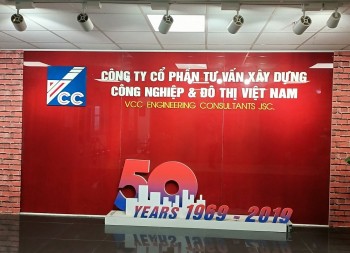 VCC
CÔNG TY CỔ PHẦN TƯ VẤN XÂY DỰNG
CÔNG NGHIỆP & ĐÔ THỊ VIỆT NAM
VCC ENGINEERING CONSULTANTS JSC.
50
YEARS 1969 - 2019